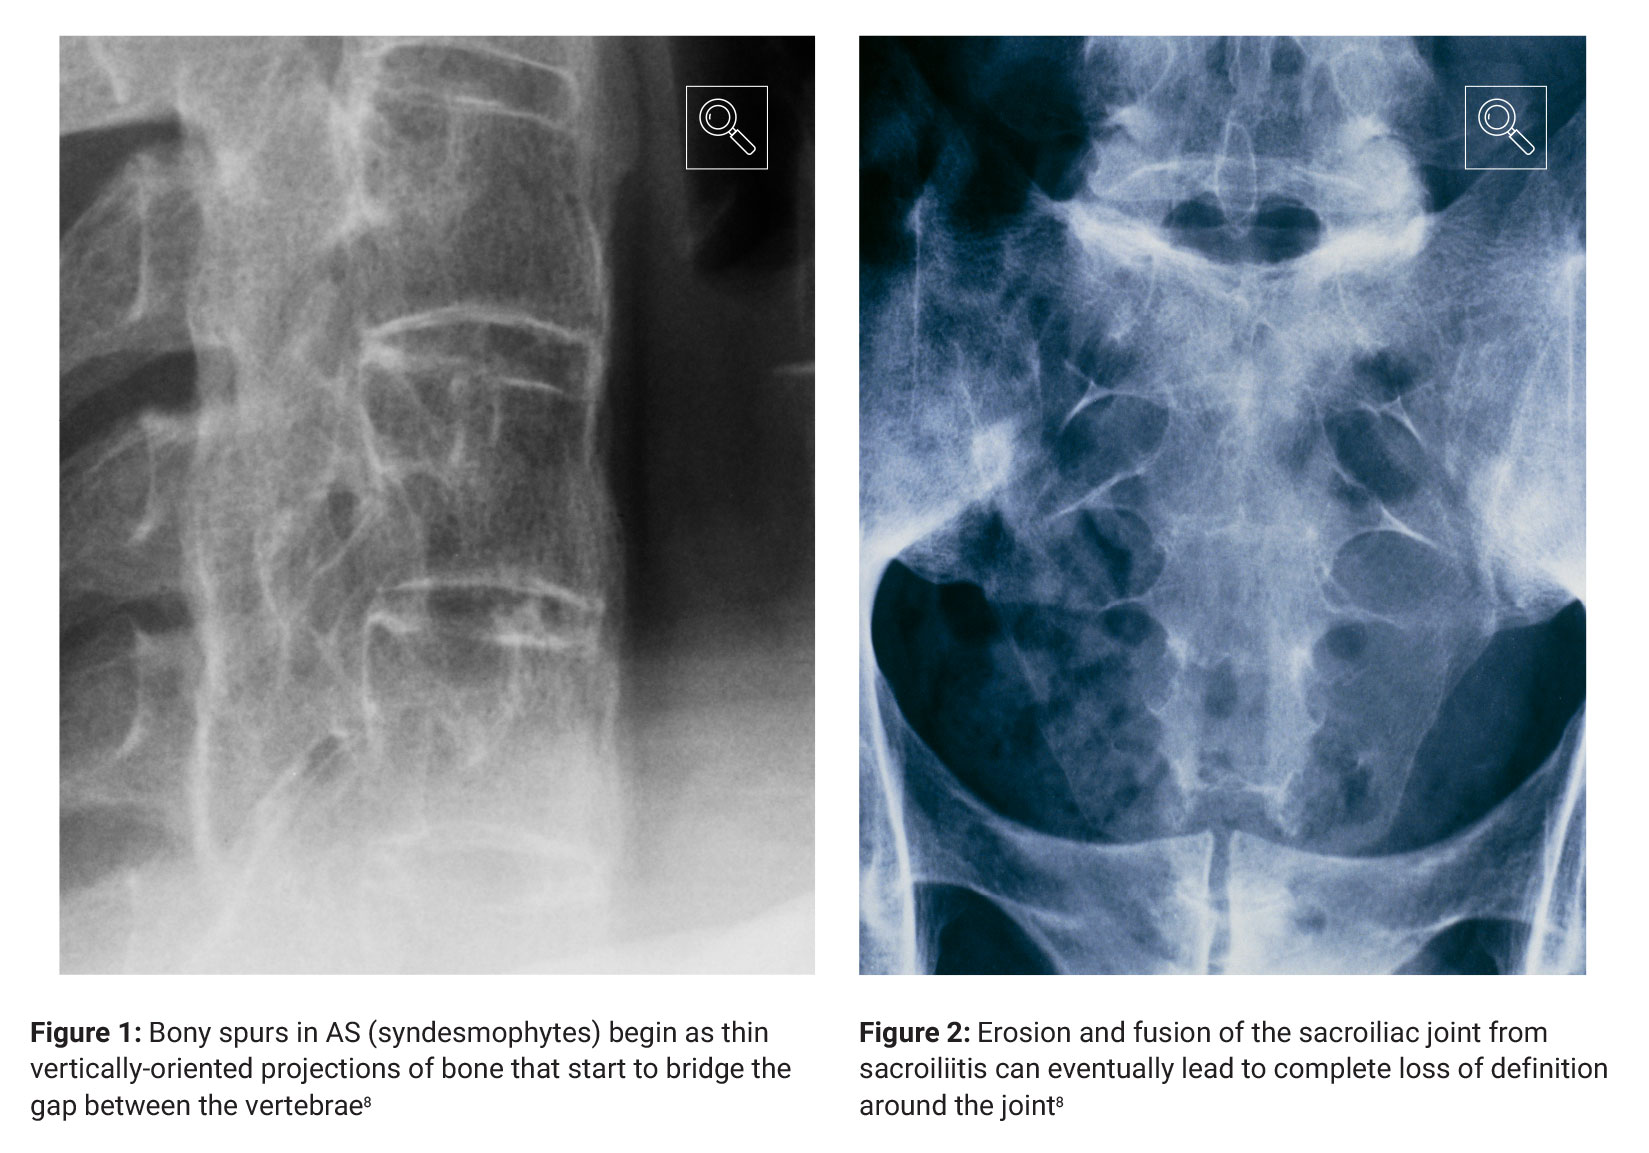 Figure 1: Bony spurs in AS (syndesmophytes) begin as thin
vertically-oriented projections of bone that start to bridge the
gap between the vertebrae⁸
Figure 2: Erosion and fusion of the sacroiliac joint from
sacroiliitis can eventually lead to complete loss of definition
around the joint⁸